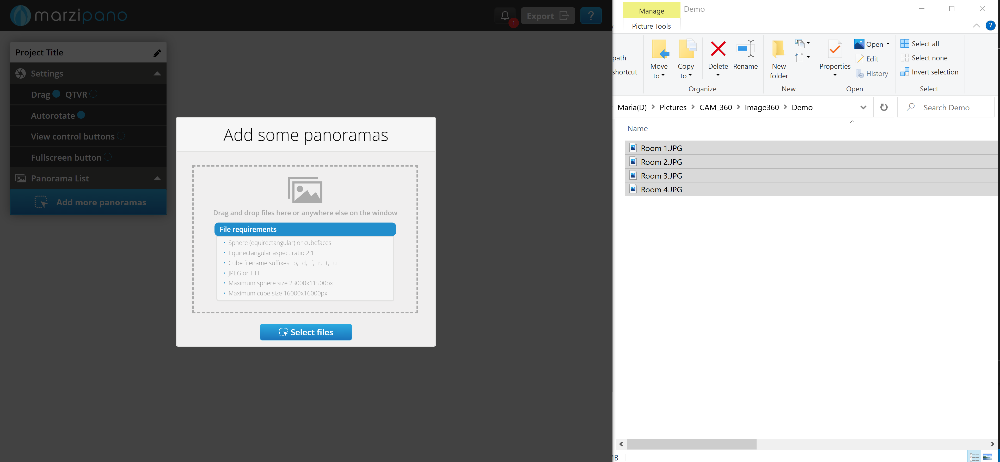 marzipano
1
Export
?
Project Title
Settings
Drag QTVR
Autorotate
View control buttons
Fullscreen button
Panorama List
Add more panoramas
Add some panoramas
Drag and drop files here or anywhere else on the window
File requirements
· Sphere (equirectangular) or cubefaces
· Equirectangular aspect ratio 2:1
· Cube filename suffixes _b, _d, _f, _r, _t, _u
· JPEG or TIFF
· Maximum sphere size 23000x11500px
· Maximum cube size 16000x16000px
Select files
Manage
Demo
Picture Tools
?
path
shortcut
Move to
Copy to
Delete
Rename
Organize
New folder
New
Properties
Open
Edit
History
Open
Select all
Select none
Invert selection
Select
Maria(D) > Pictures > CAM_360 > Image360 > Demo
Search Demo
Name
Room 1.JPG
Room 2.JPG
Room 3.JPG
Room 4.JPG